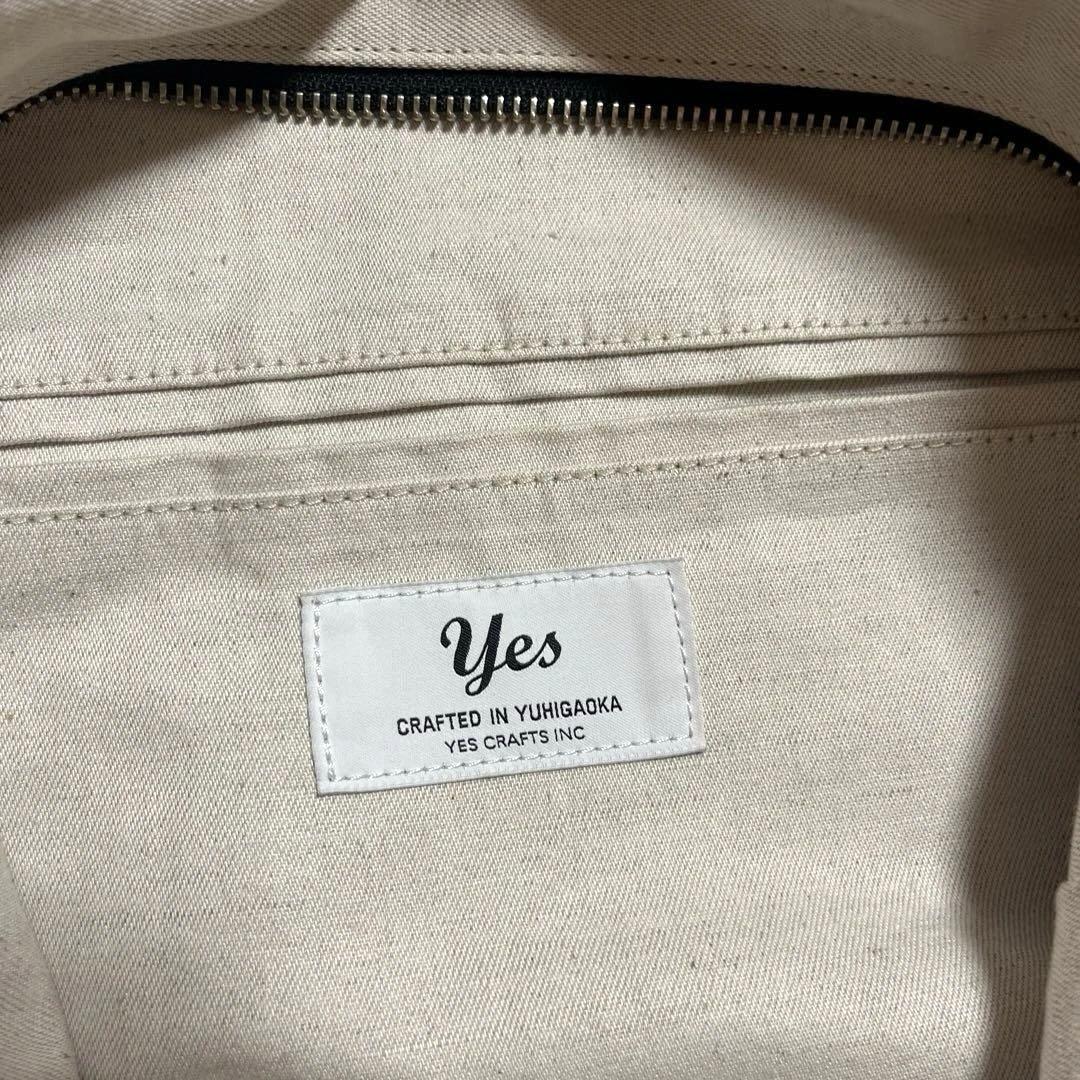 Yes
CRAFTED IN YUHIGAOKA
YES CRAFTS INC